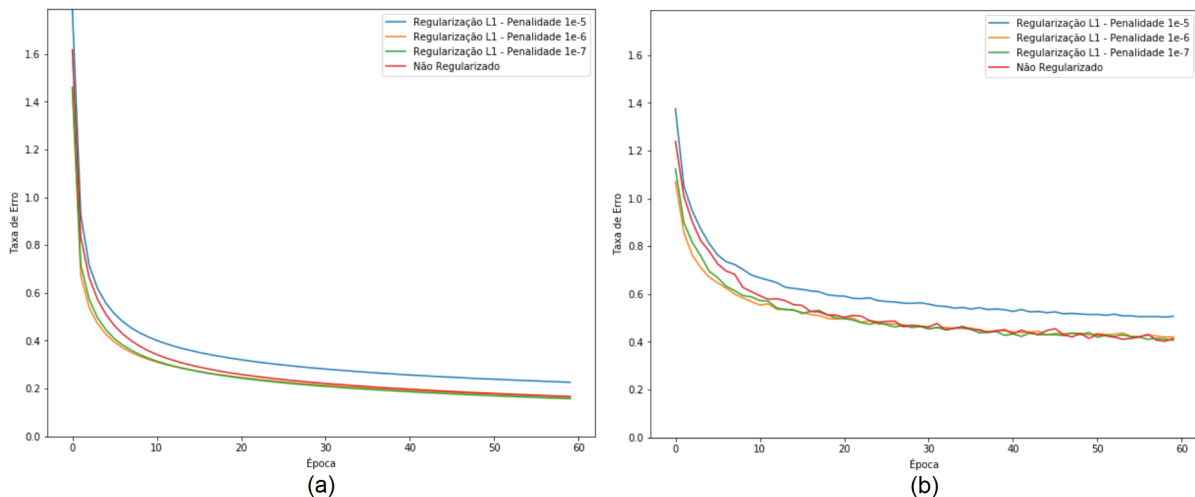 Regularização L1 - Penalidade 1e-5
Regularização L1 - Penalidade 1e-6
Regularização L1 - Penalidade 1e-7
Não Regularizado
Taxa de Erro
1.6
1.4
1.2
1.0
0.8
0.6
0.4
0.2
0.0
0 10 20 30 40 50 60
Época
(a)
Regularização L1 - Penalidade 1e-5
Regularização L1 - Penalidade 1e-6
Regularização L1 - Penalidade 1e-7
Não Regularizado
Taxa de Erro
1.6
1.4
1.2
1.0
0.8
0.6
0.4
0.2
0.0
0 10 20 30 40 50 60
Época
(b)